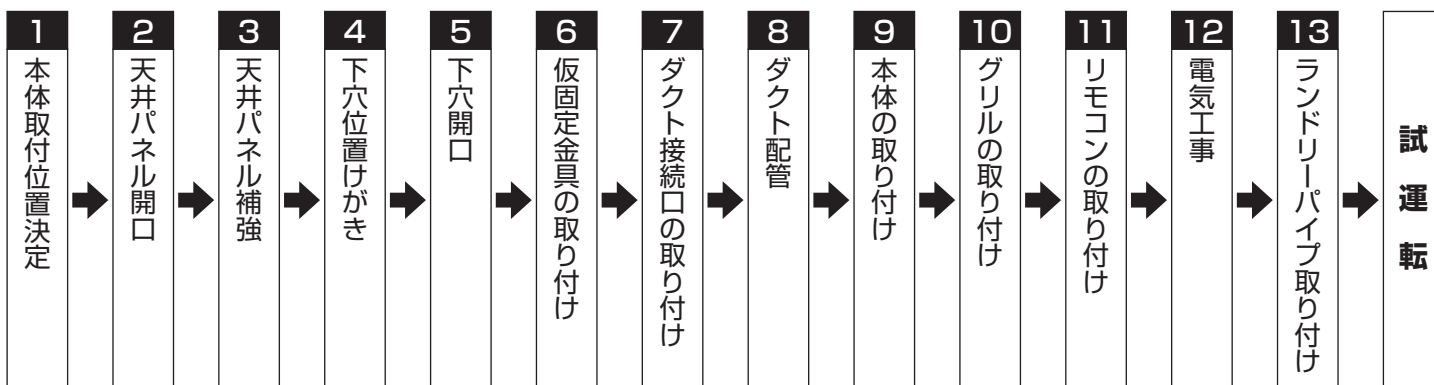 1
本体取付位置決定
2
天井パネル開口
3
天井パネル補強
4
下穴位置けがき
5
下穴開口
6
仮固定金具の取り付け
7
ダクト接続口の取り付け
8
ダクト配管
9
本体の取り付け
10
グリルの取り付け
11
リモコンの取り付け
12
電気工事
13
ランドリーパイプ取り付け
試運転